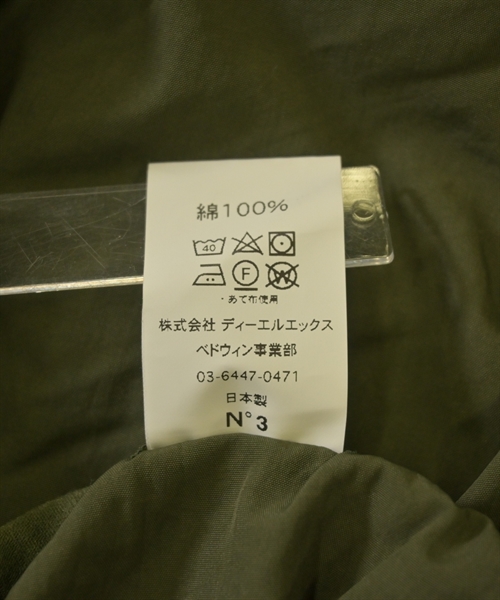 綿100%
40
F
W
・あて布使用
株式会社 ディーエルエックス
ベドウィン事業部
03-6447-0471
日本製
N°3